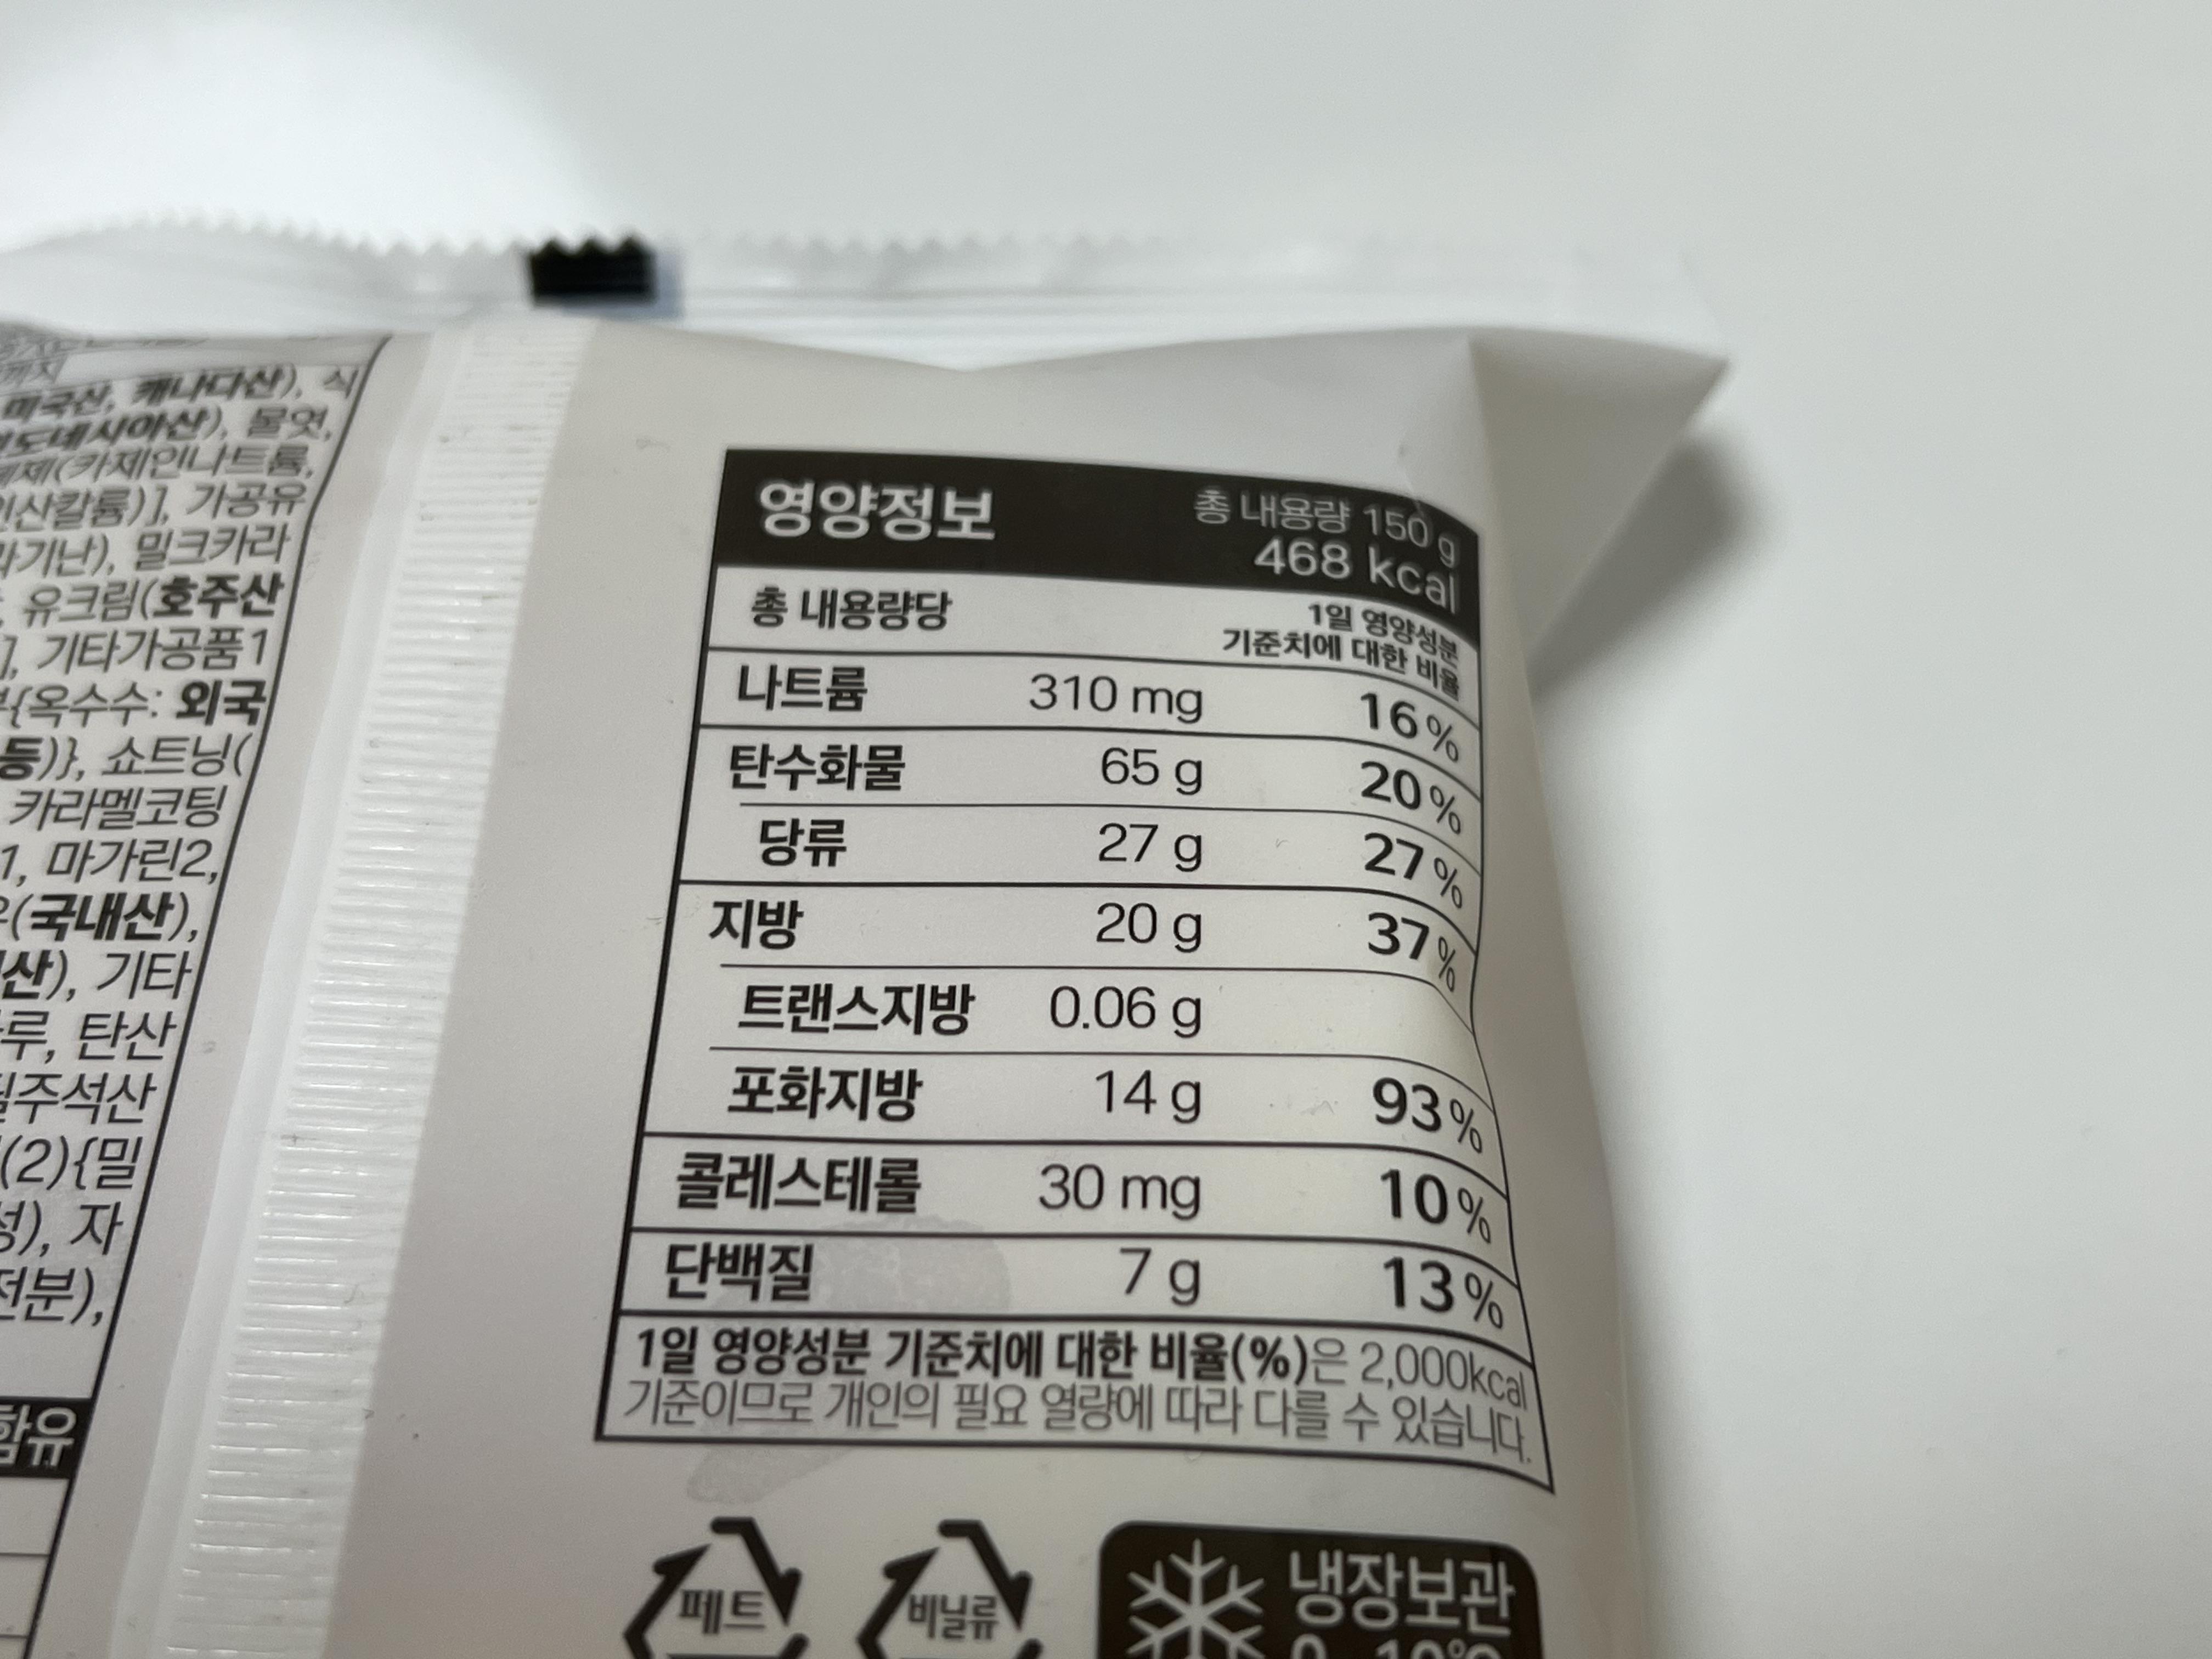 까지
미국산, 캐나다산), 식
도네시아산), 물엿,
제(카제인나트륨,
인산칼륨)], 가공유
밀크카라
유크림(호주산
], 기타가공품1
{옥수수: 외국
등)}, 쇼트닝(
카라멜코팅
1, 마가린2,
(국내산),
산), 기타
루, 탄산
주석산
(2){밀
성), 자
전분),
함유
영양정보
총 내용량 150 g
468 kcal
총 내용량당
1일 영양성분
기준치에 대한 비율
나트륨 310 mg 16 %
탄수화물 65 g 20 %
당류 27 g 27 %
지방 20 g 37 %
트랜스지방 0.06 g
포화지방 14 g 93 %
콜레스테롤 30 mg 10 %
단백질 7 g 13 %
1일 영양성분 기준치에 대한 비율(%)은 2,000kcal
기준이므로 개인의 필요 열량에 따라 다를 수 있습니다.
페트
비닐류
냉장보관
0 10℃